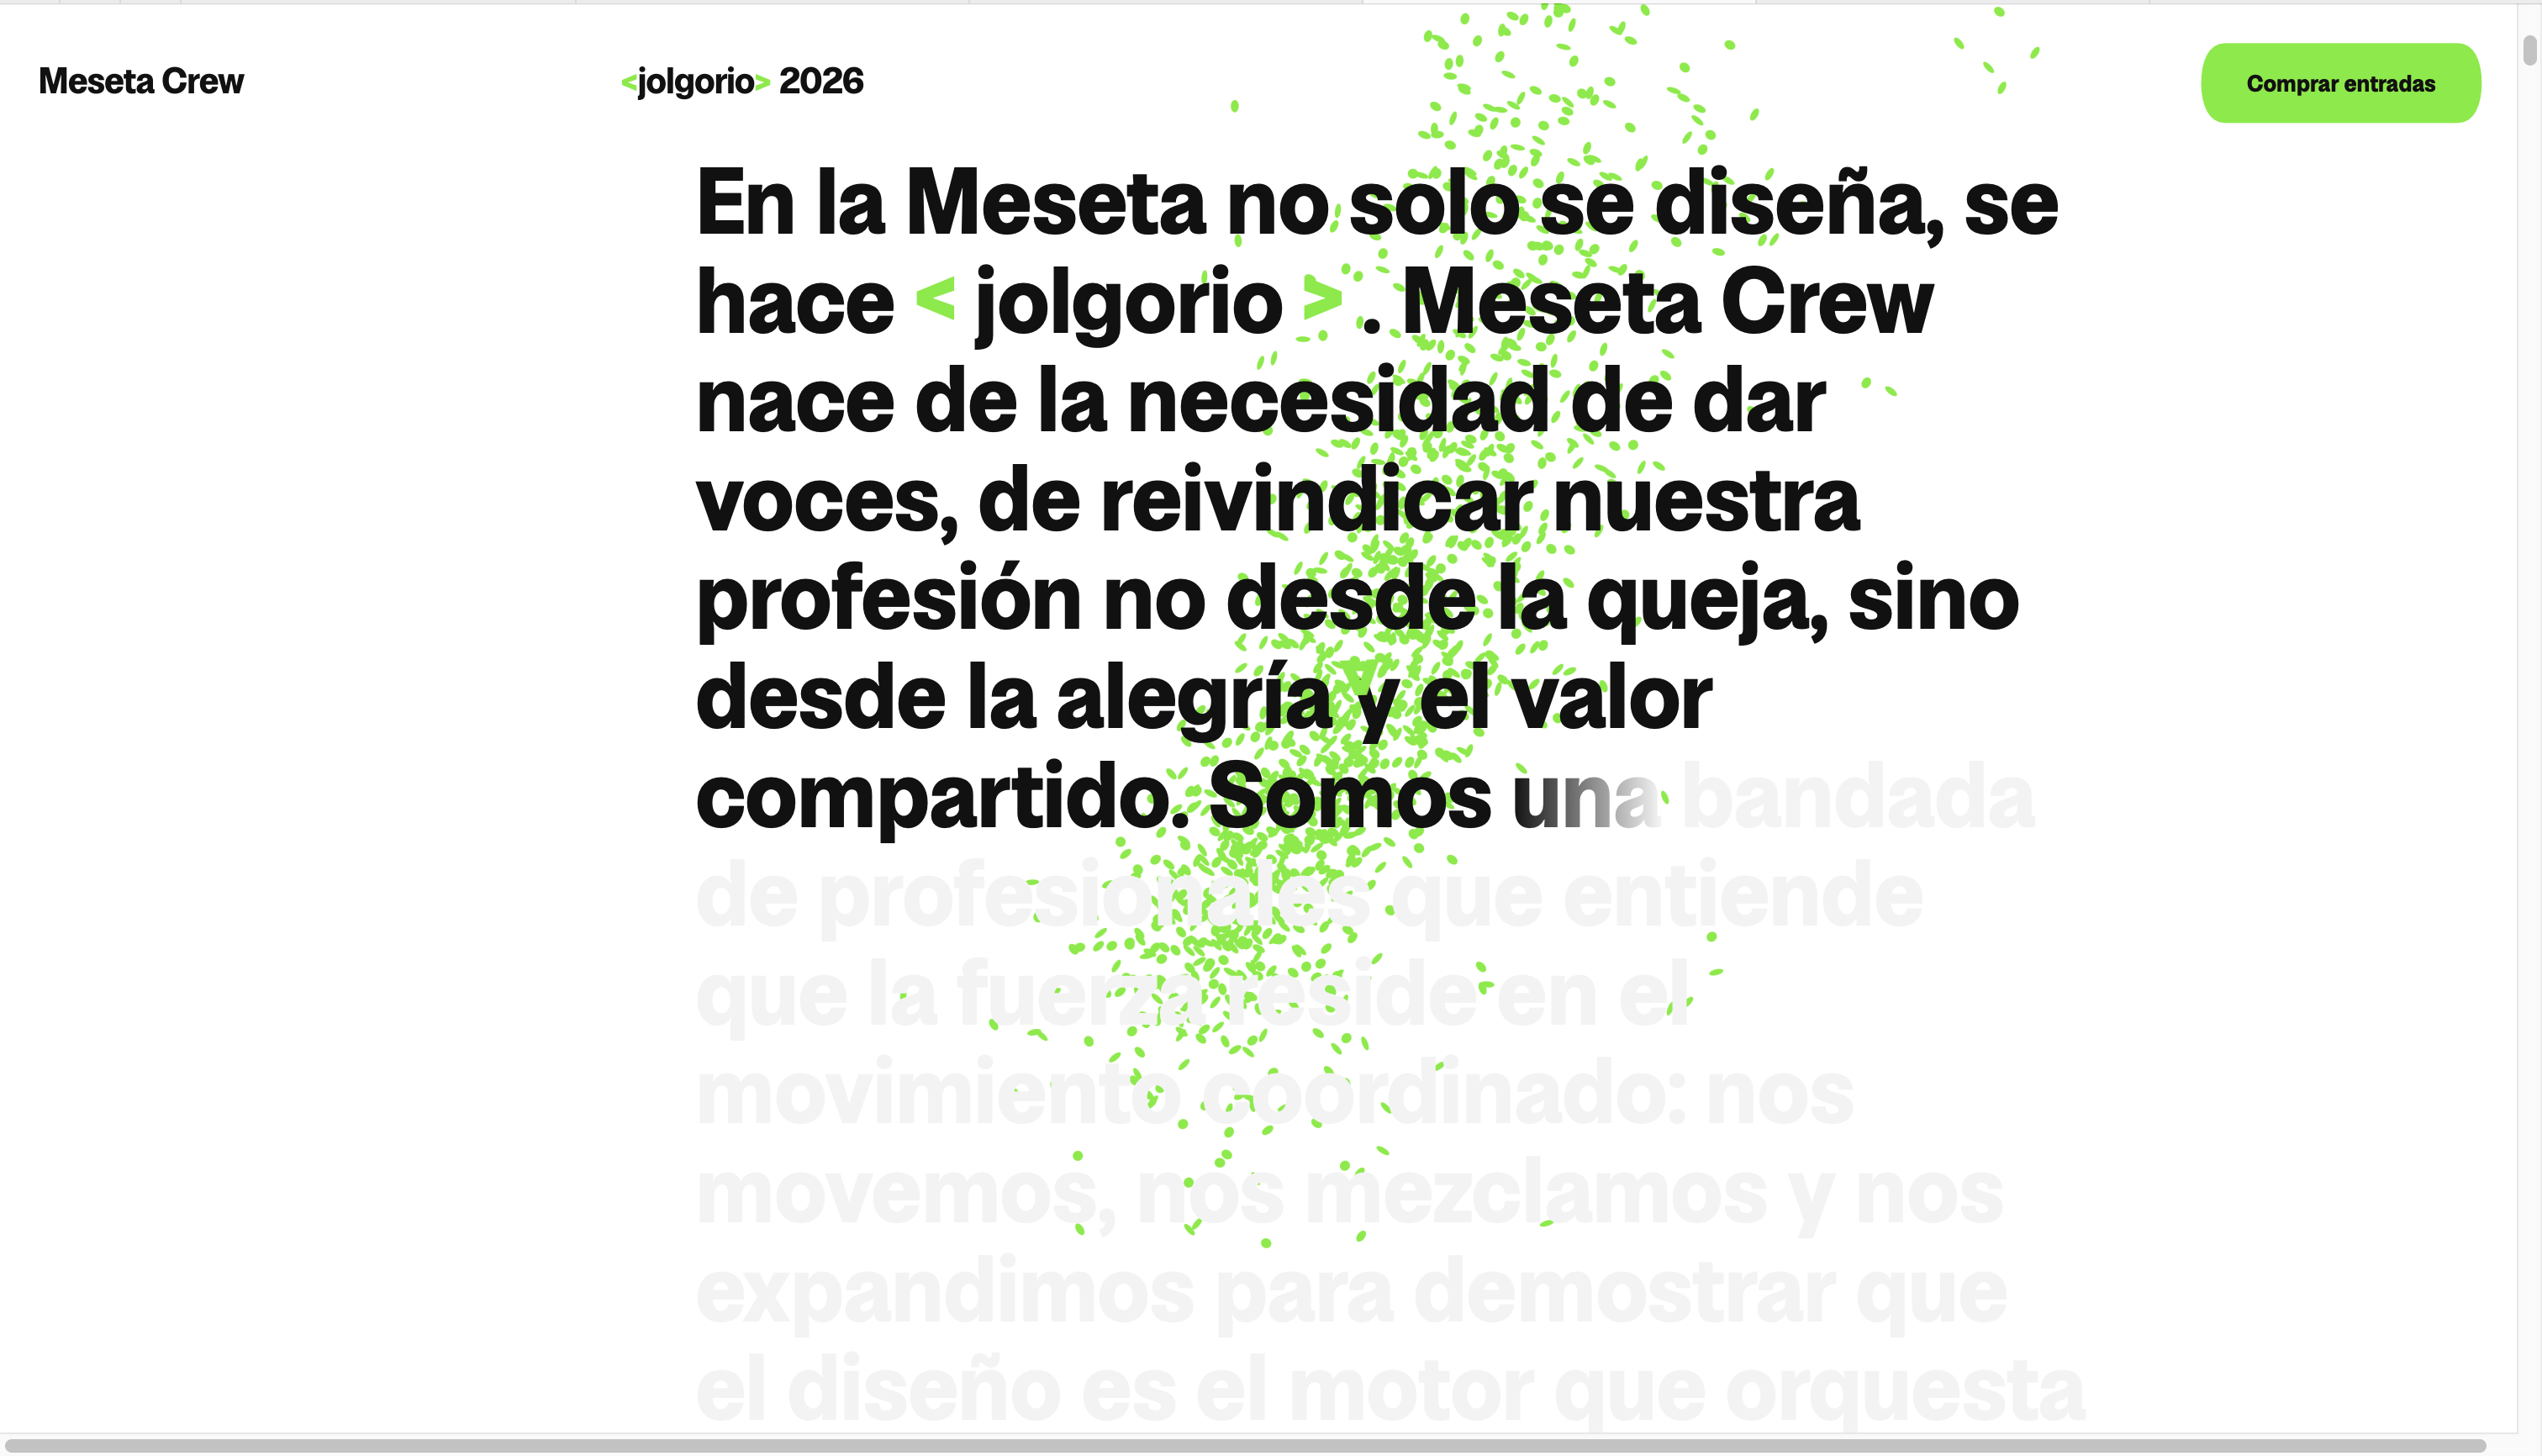 Meseta Crew
<jolgorio> 2026
Comprar entradas
En la Meseta no solo se diseña, se
hace < jolgorio > . Meseta Crew
nace de la necesidad de dar
voces, de reivindicar nuestra
profesión no desde la queja, sino
desde la alegría y el valor
compartido. Somos una bandada
de profesionales que entiende
que la fuerza reside en el
movimiento coordinado: nos
movemos, nos mezclamos y nos
expandimos para demostrar que
el diseño es el motor que orquesta